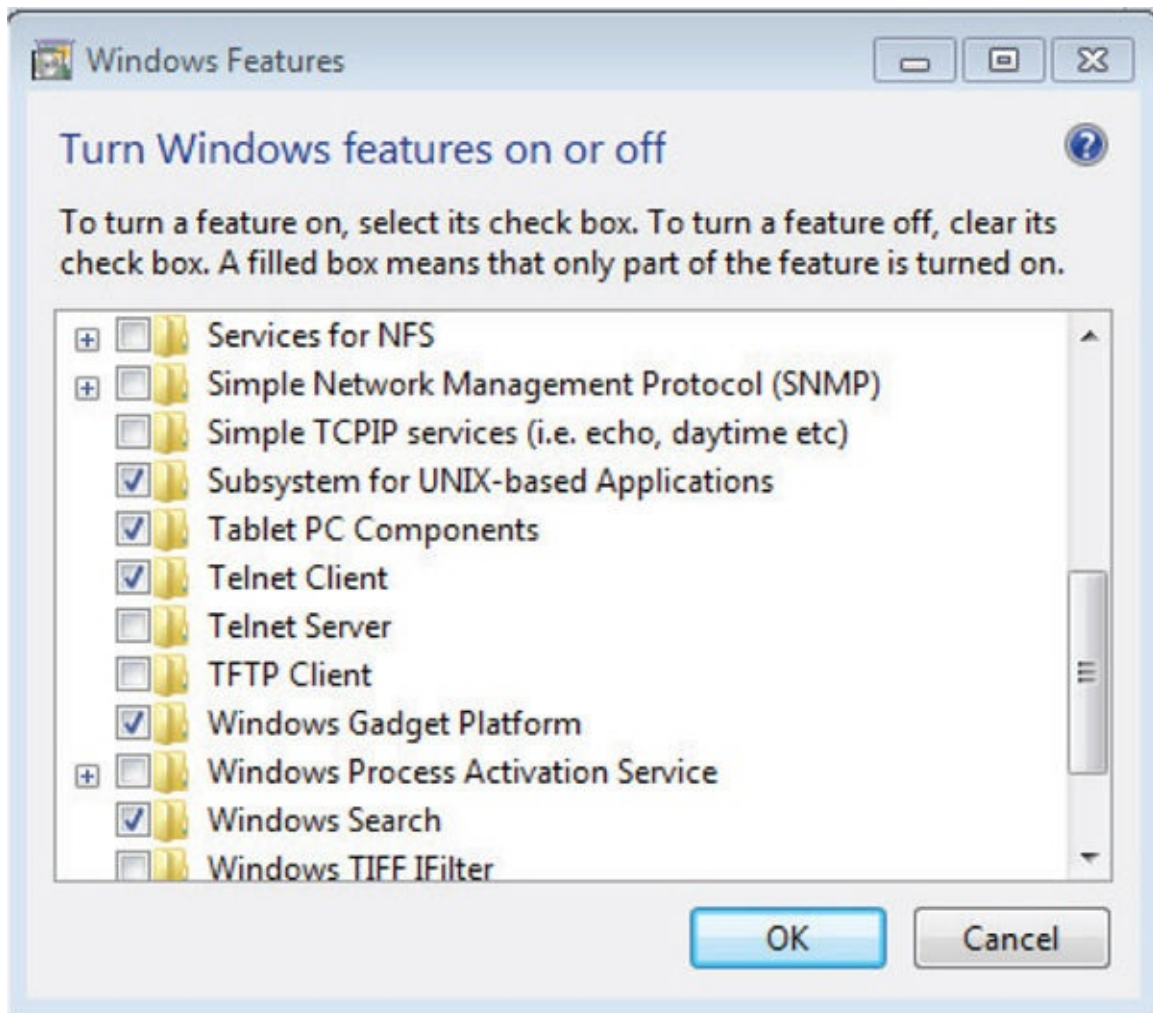 Windows Features
Turn Windows features on or off
To turn a feature on, select its check box. To turn a feature off, clear its
check box. A filled box means that only part of the feature is turned on.
Services for NFS
Simple Network Management Protocol (SNMP)
Simple TCPIP services (i.e. echo, daytime etc)
Subsystem for UNIX-based Applications
Tablet PC Components
Telnet Client
Telnet Server
TFTP Client
Windows Gadget Platform
Windows Process Activation Service
Windows Search
Windows TIFF IFilter
OK Cancel